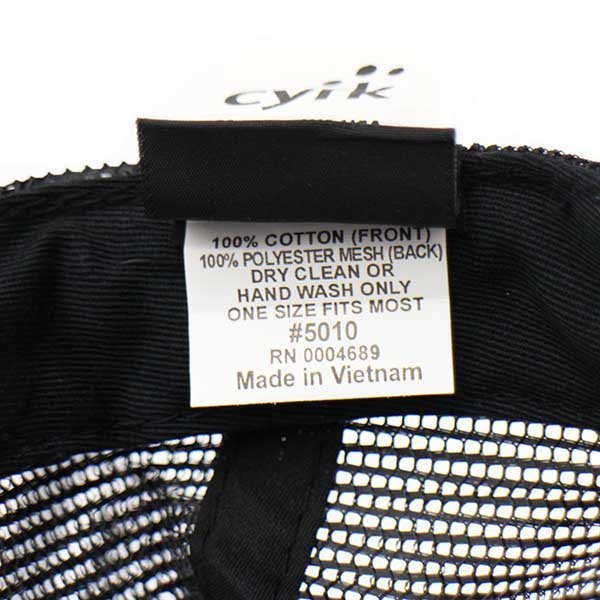 cyrk
100% COTTON (FRONT)
100% POLYESTER MESH (BACK)
DRY CLEAN OR
HAND WASH ONLY
ONE SIZE FITS MOST
#5010
RN 0004689
Made in Vietnam